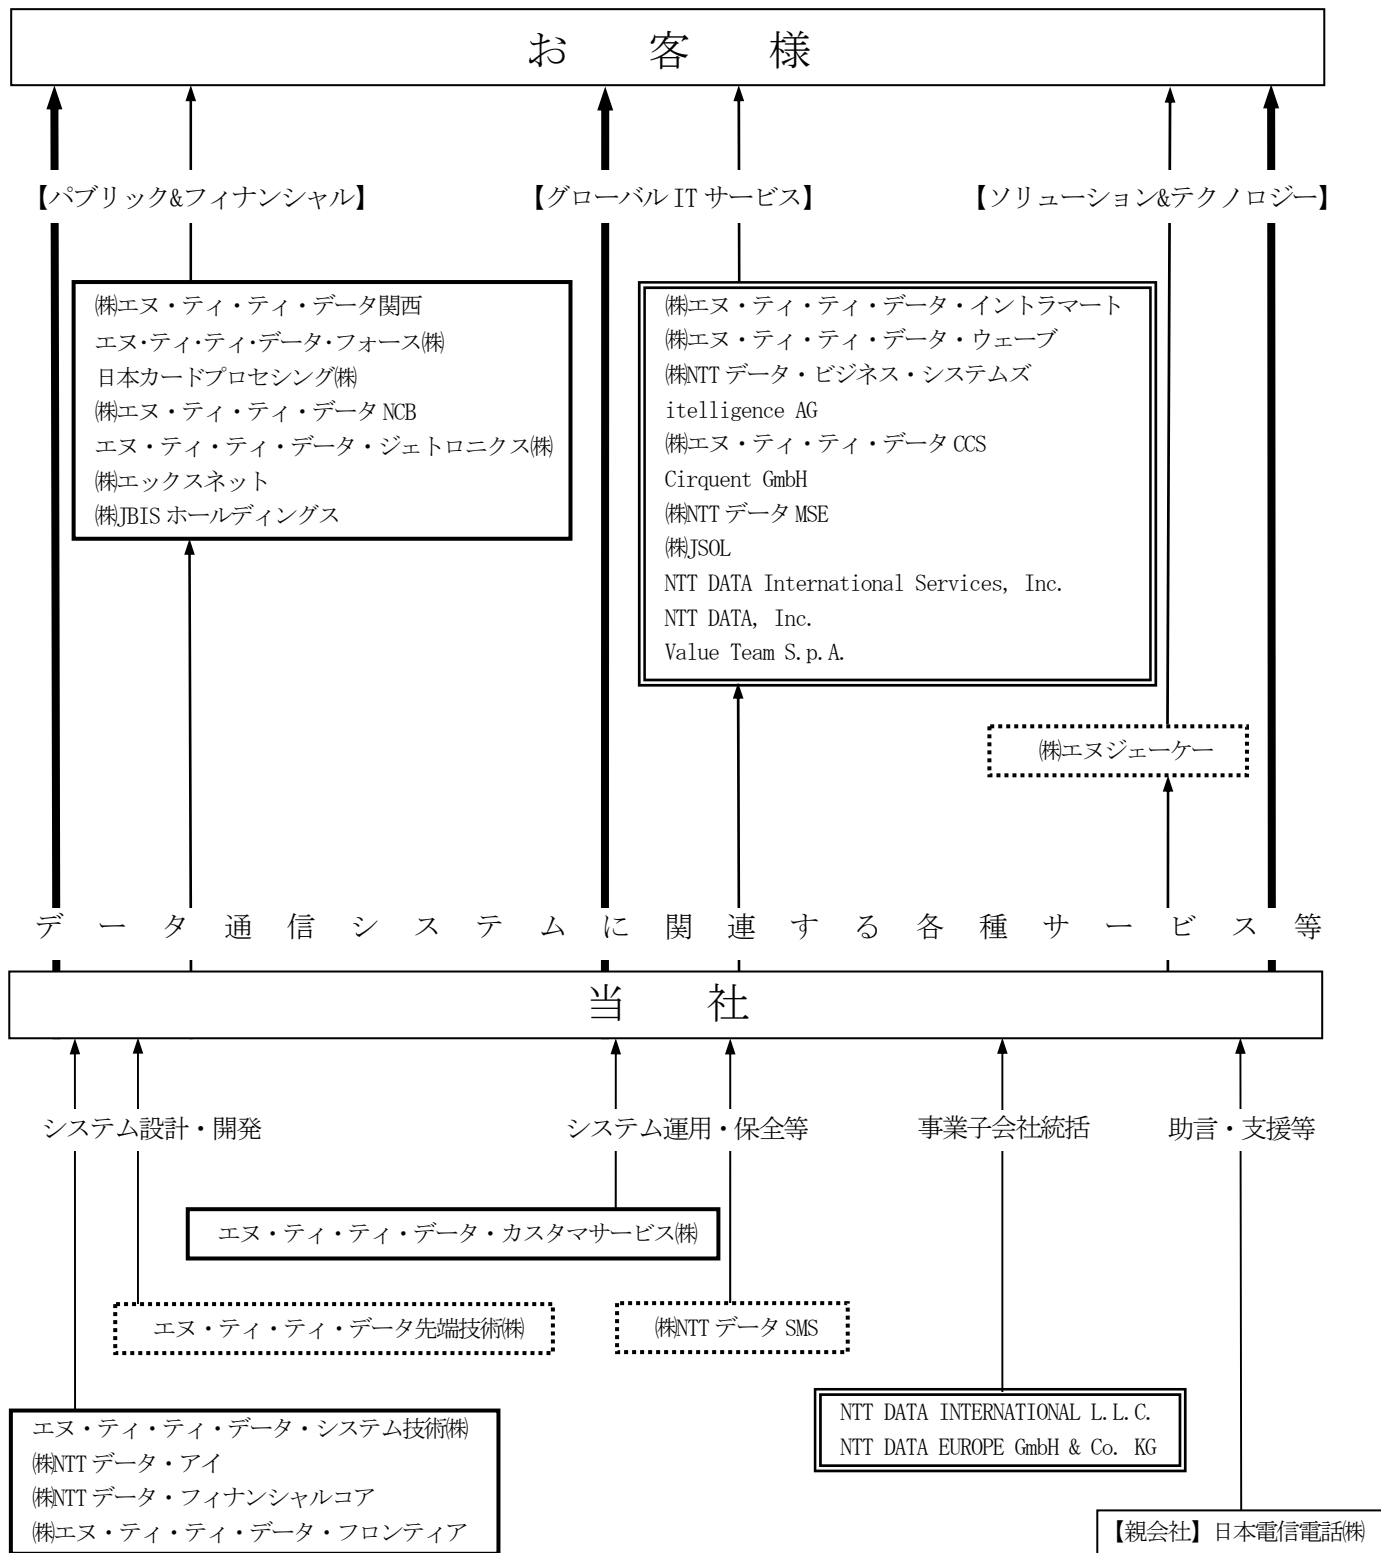 お客様
【パブリック&フィナンシャル】
【グローバル IT サービス】
【ソリューション&テクノロジー】
㈱エヌ・ティ・ティ・データ関西
エヌ・ティ・ティ・データ・フォース㈱
日本カードプロセシング㈱
㈱エヌ・ティ・ティ・データ NCB
エヌ・ティ・ティ・データ・ジェトロニクス㈱
㈱エックスネット
㈱JBIS ホールディングス
㈱エヌ・ティ・ティ・データ・イントラマート
㈱エヌ・ティ・ティ・データ・ウェーブ
㈱NTT データ・ビジネス・システムズ
itelligence AG
㈱エヌ・ティ・ティ・データ CCS
Cirquent GmbH
㈱NTT データ MSE
㈱JSOL
NTT DATA International Services, Inc.
NTT DATA, Inc.
Value Team S.p.A.
㈱エヌジェーケー
データ通信システムに関連する各種サービス等
当社
システム設計・開発
システム運用・保全等
事業子会社統括
助言・支援等
エヌ・ティ・ティ・データ・カスタマサービス㈱
エヌ・ティ・ティ・データ先端技術㈱
㈱NTT データ SMS
エヌ・ティ・ティ・データ・システム技術㈱
㈱NTT データ・アイ
㈱NTT データ・フィナンシャルコア
㈱エヌ・ティ・ティ・データ・フロンティア
NTT DATA INTERNATIONAL L.L.C.
NTT DATA EUROPE GmbH & Co. KG
【親会社】日本電信電話㈱